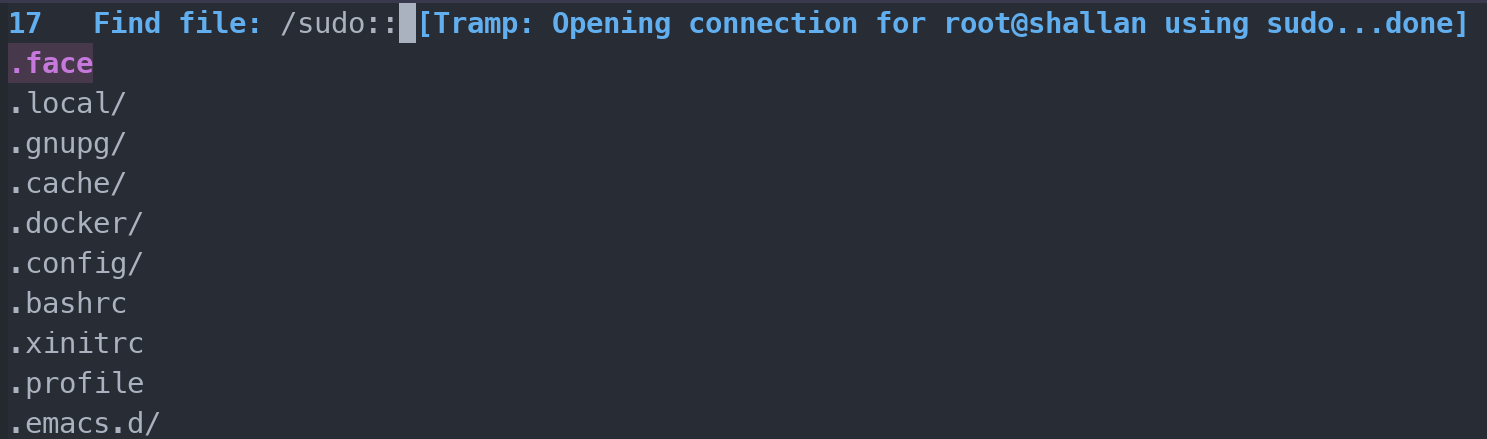 17   Find file: /sudo:: [Tramp: Opening connection for root@shallan using sudo...done]
.face
.local/
.gnupg/
.cache/
.docker/
.config/
.bashrc
.xinitrc
.profile
.emacs.d/